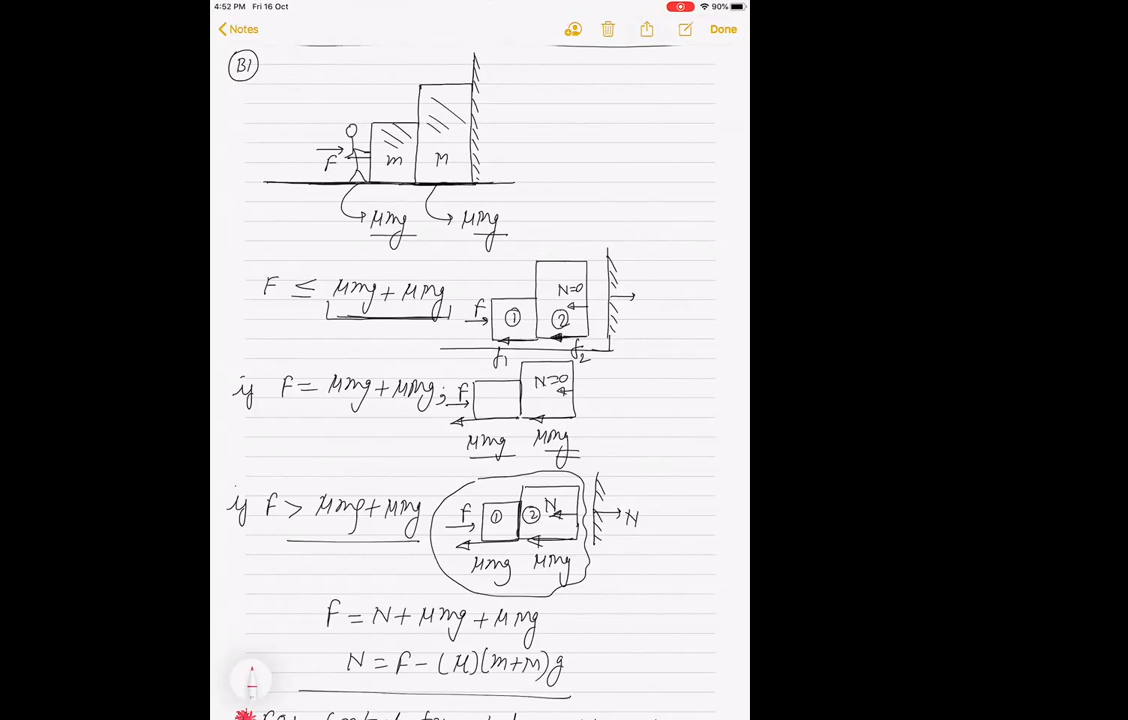 4:52 PM Fri 16 Oct 90%
Notes Done
B1
F m M
μmg μMg
F ≤ μmg + μMg
F ① ② N=0
f1 f2
if F = μmg + μMg; F N=0
μmg μMg
if F > μmg + μMg F ① ② N N
μmg μMg
F = N + μmg + μMg
N = F - (μ)(m+M)g